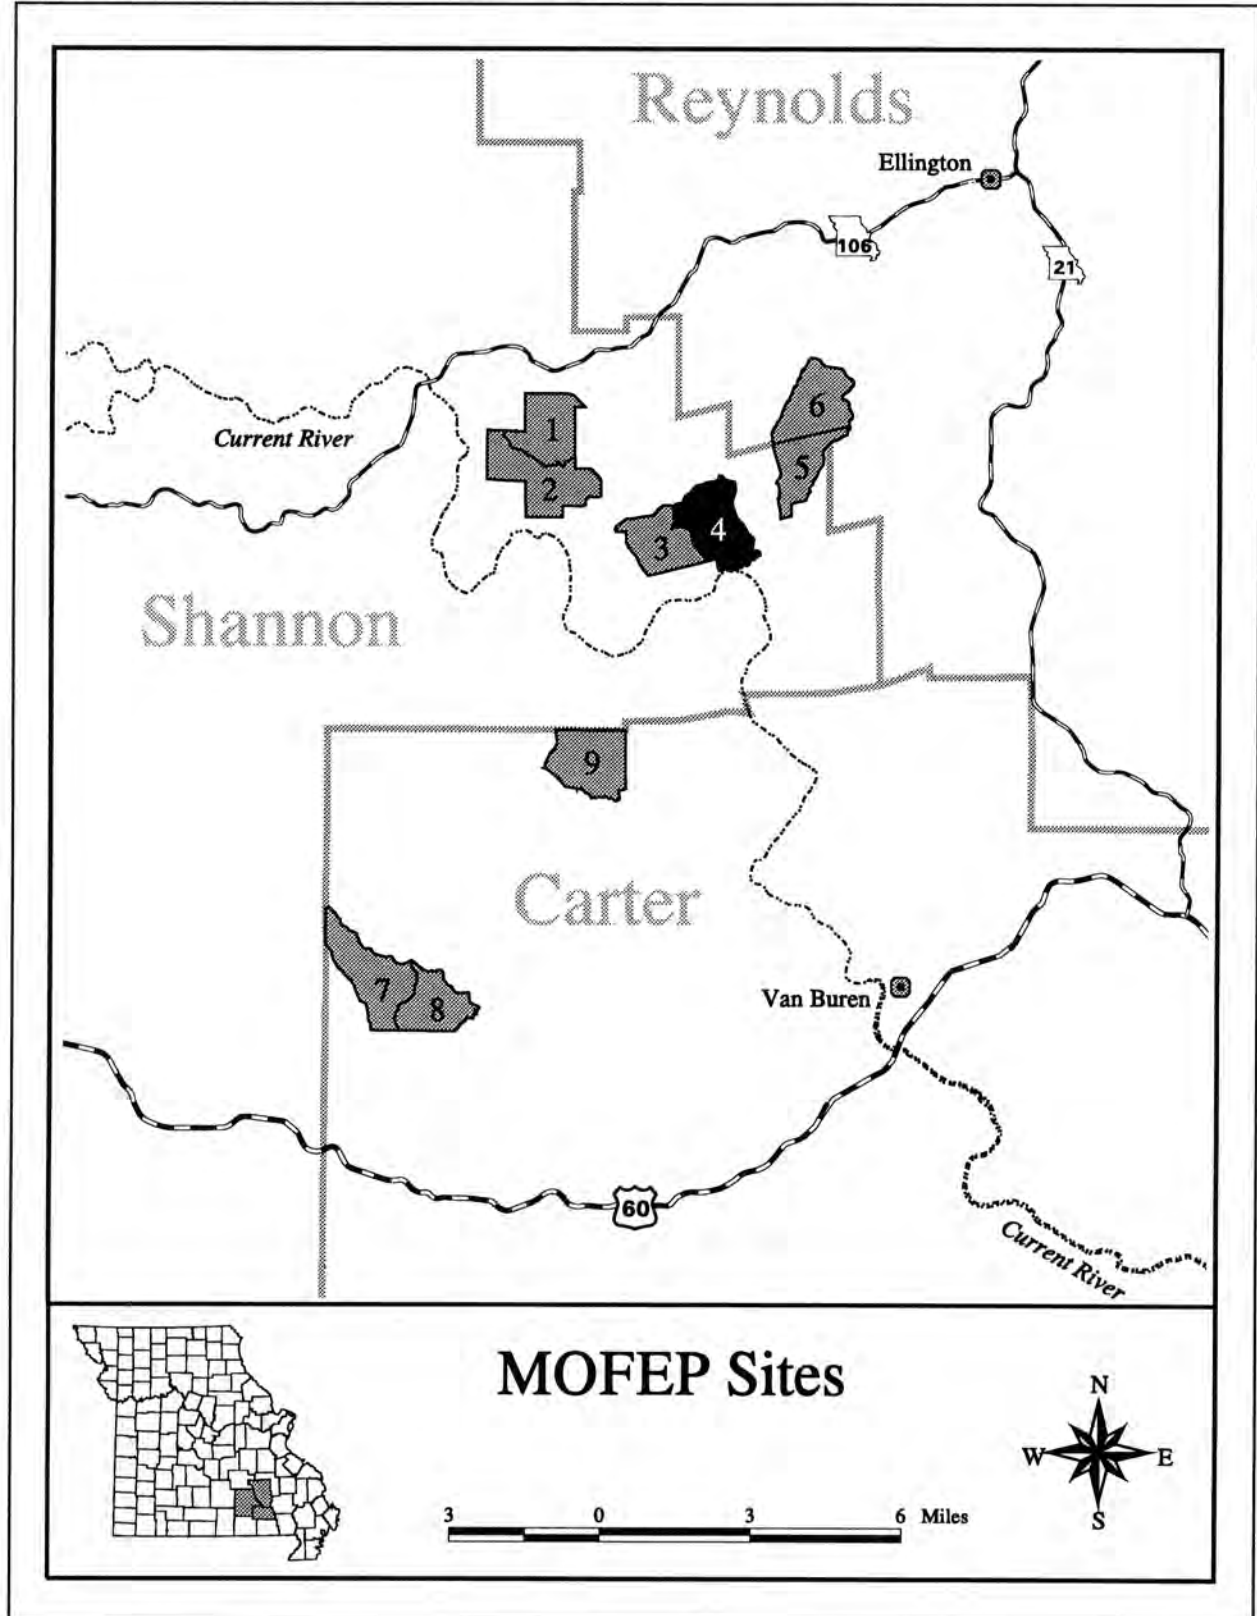 Reynolds
Ellington
106
21
Current River
1
2
3
4
5
6
Shannon
9
Carter
7
8
Van Buren
60
Current River
MOFEP Sites
N
W
E
S
3 0 3 6 Miles